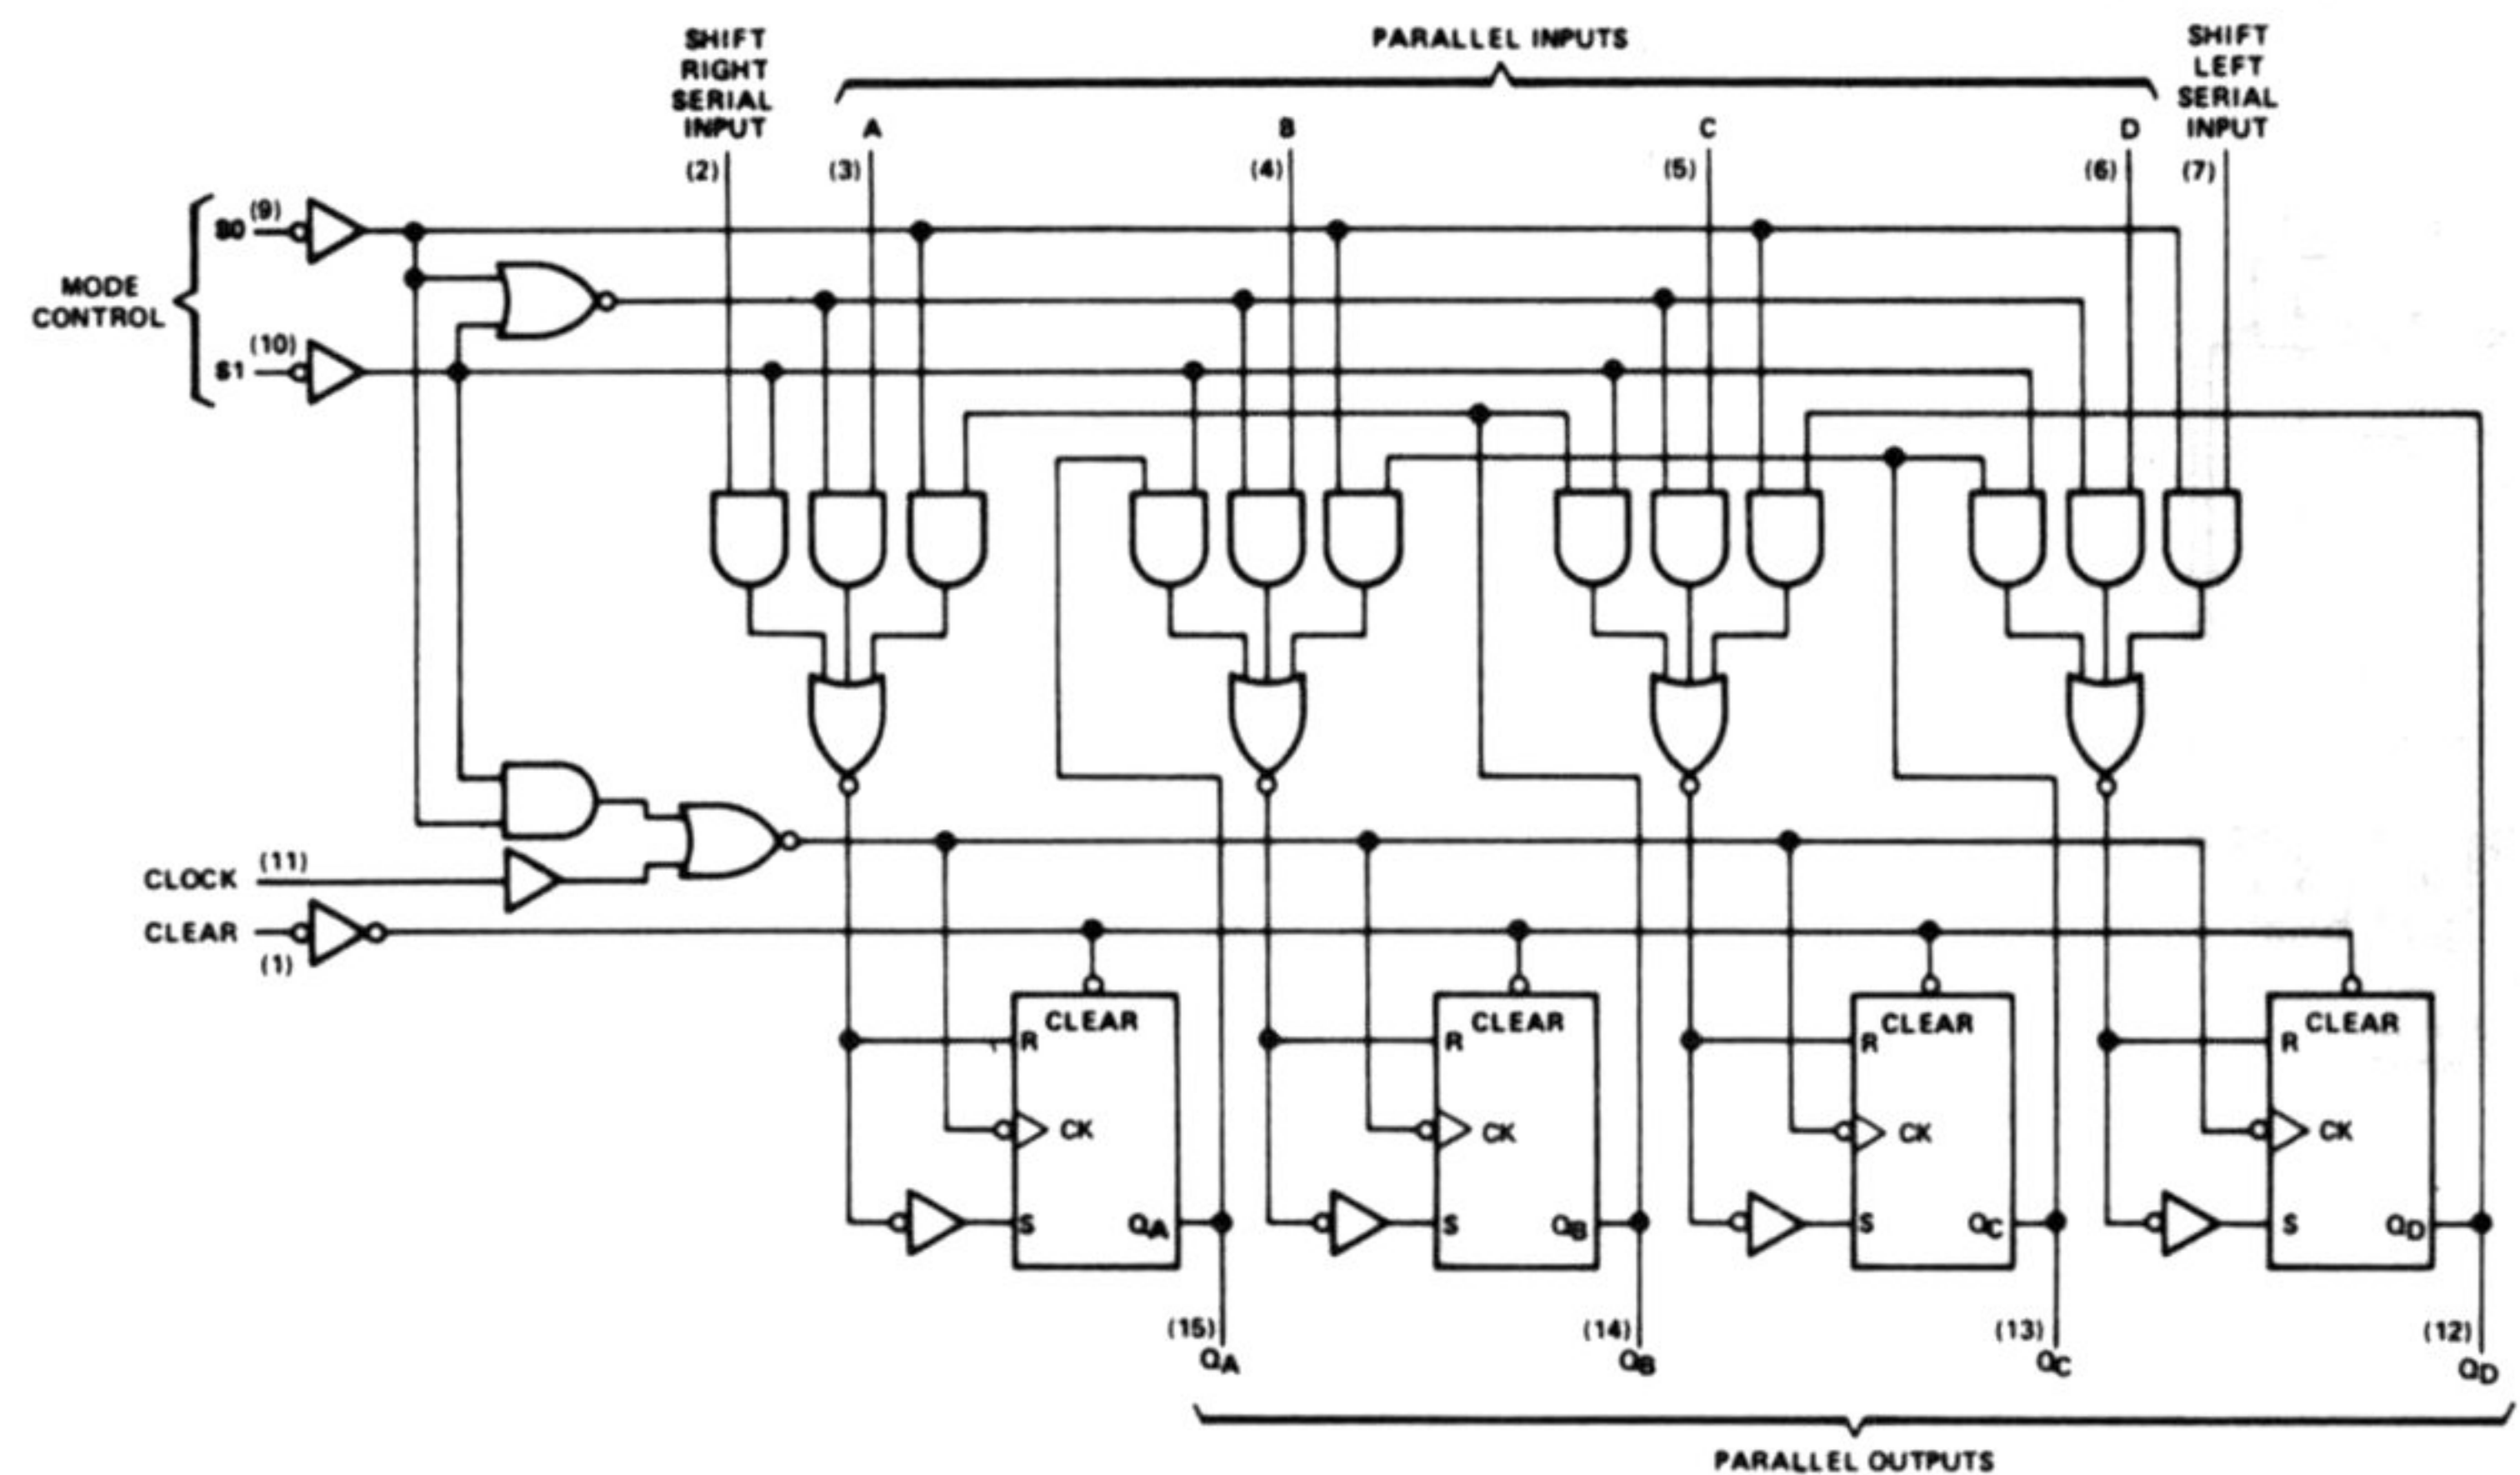 SHIFT
RIGHT
SERIAL
INPUT
PARALLEL INPUTS
SHIFT
LEFT
SERIAL
INPUT
A
B
C
D
(2)
(3)
(4)
(5)
(6)
(7)
MODE
CONTROL
S0
(9)
S1
(10)
CLOCK
(11)
CLEAR
(1)
CLEAR
R
CK
S
QA
CLEAR
R
CK
S
QB
CLEAR
R
CK
S
QC
CLEAR
R
CK
S
QD
(15)
QA
(14)
QB
(13)
QC
(12)
QD
PARALLEL OUTPUTS